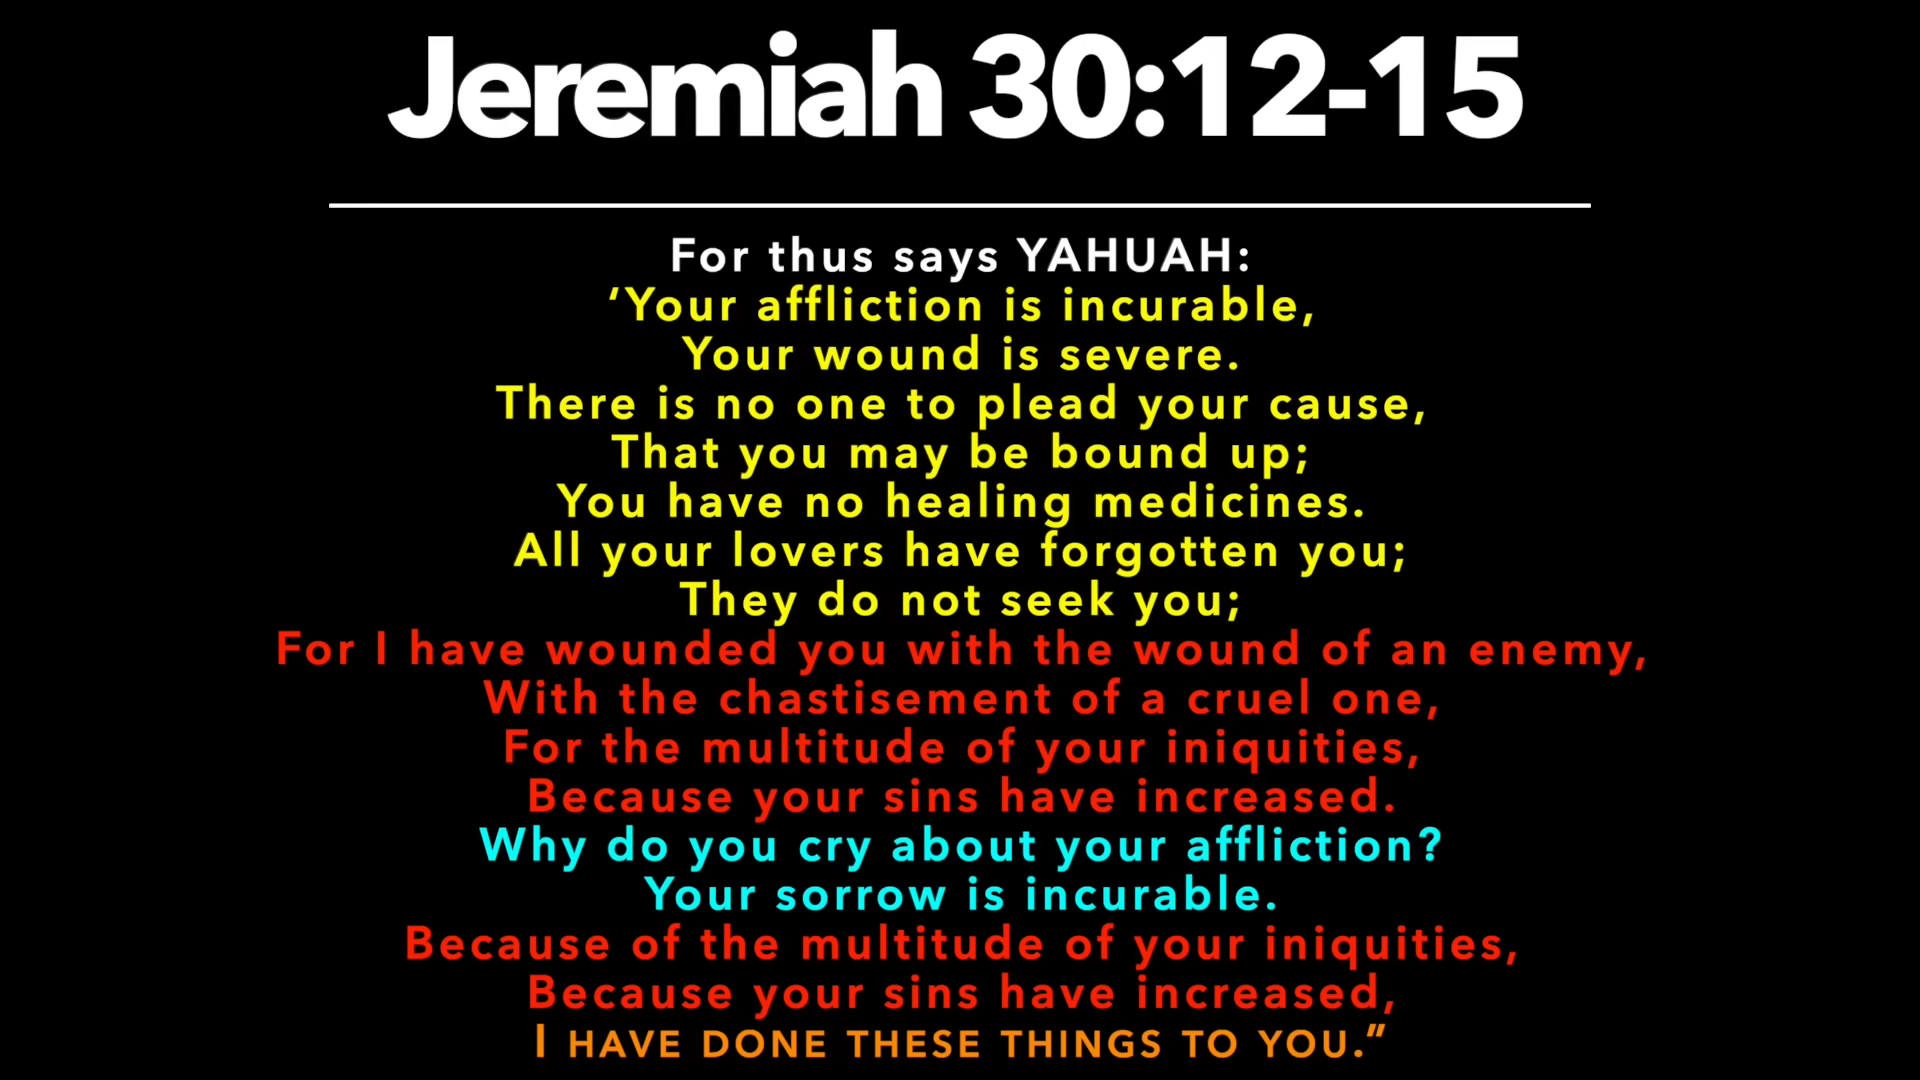 Jeremiah 30:12-15
For thus says YAHUAH:
‘Your affliction is incurable,
Your wound is severe.
There is no one to plead your cause,
That you may be bound up;
You have no healing medicines.
All your lovers have forgotten you;
They do not seek you;
For I have wounded you with the wound of an enemy,
With the chastisement of a cruel one,
For the multitude of your iniquities,
Because your sins have increased.
Why do you cry about your affliction?
Your sorrow is incurable.
Because of the multitude of your iniquities,
Because your sins have increased,
I HAVE DONE THESE THINGS TO YOU.”